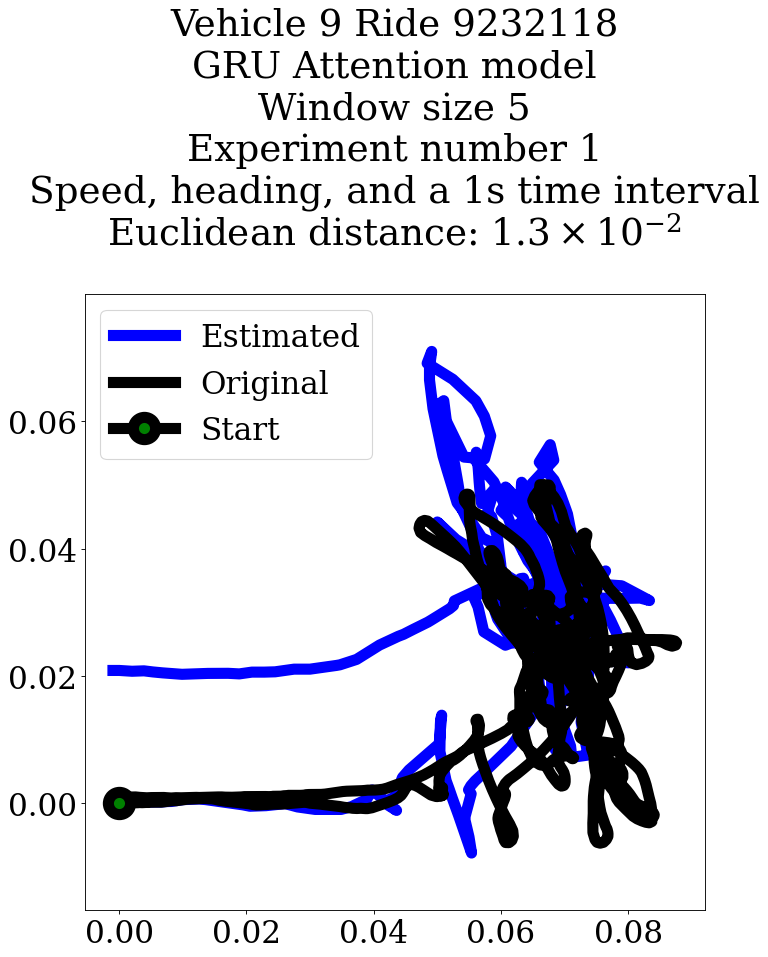 Vehicle 9 Ride 9232118
GRU Attention model
Window size 5
Experiment number 1
Speed, heading, and a 1s time interval
Euclidean distance: 1.3 × 10⁻²
Estimated
Original
Start
0.06
0.04
0.02
0.00
0.00 0.02 0.04 0.06 0.08